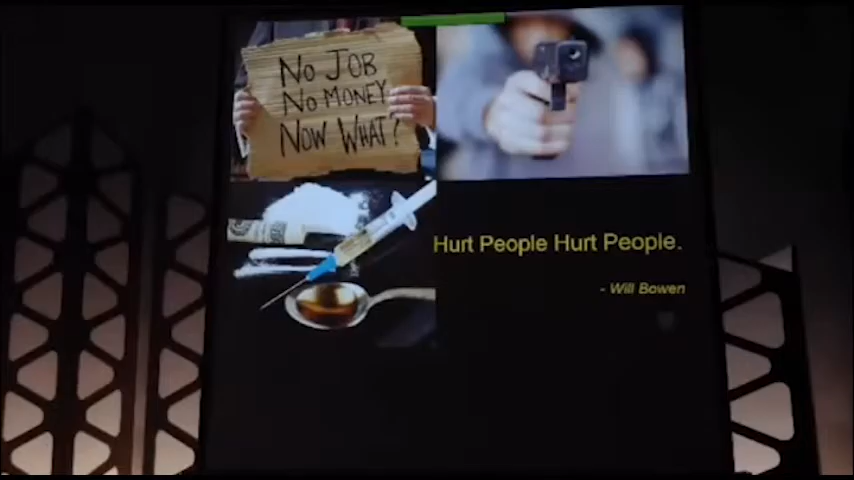 No JOB
No MONEY
Now WHAT?
Hurt People Hurt People.
- Will Bowen